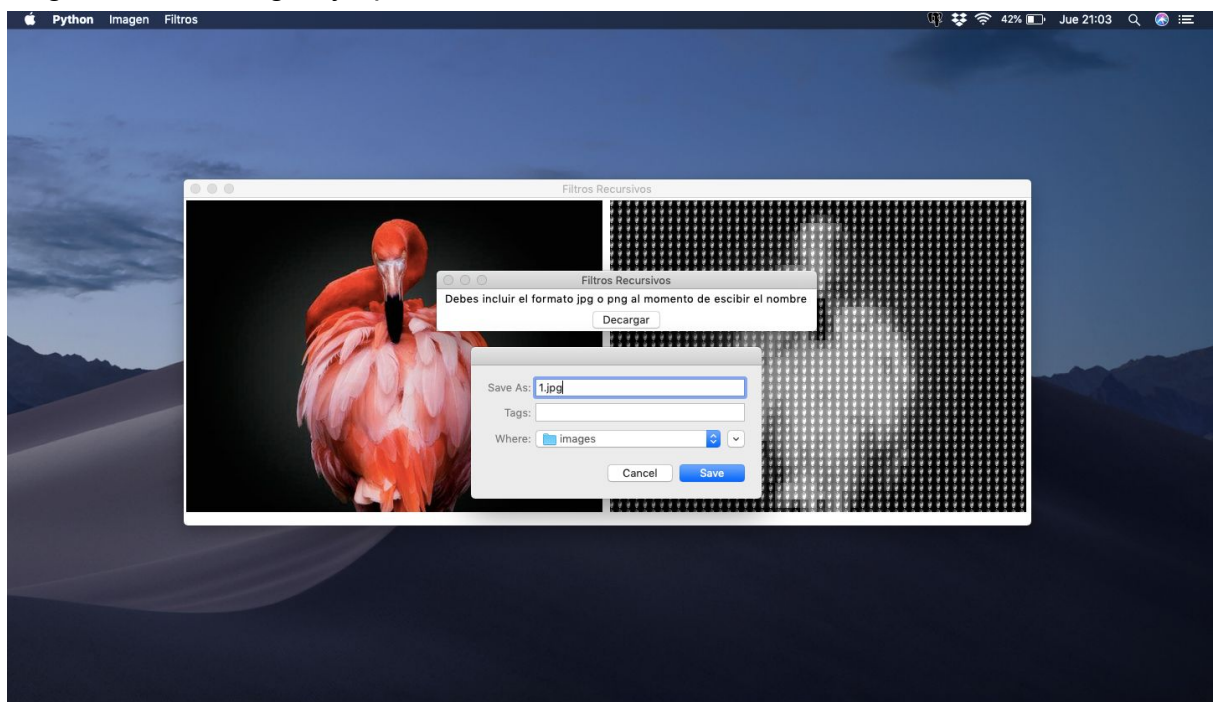 Python Imagen Filtros 42% Jue 21:03
Filtros Recursivos
Filtros Recursivos
Debes incluir el formato jpg o png al momento de escibir el nombre
Decargar
Save As: 1.jpg
Tags:
Where: images
Cancel Save